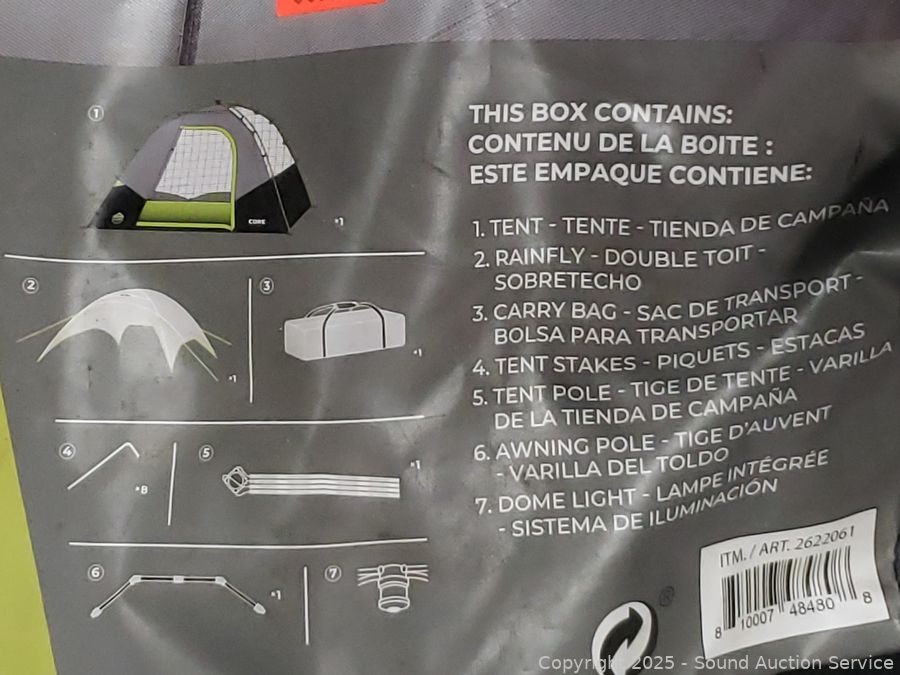 THIS BOX CONTAINS:
CONTENU DE LA BOITE :
ESTE EMPAQUE CONTIENE:
1. TENT - TENTE - TIENDA DE CAMPAÑA
2. RAINFLY - DOUBLE TOIT -
SOBRETECHO
3. CARRY BAG - SAC DE TRANSPORT -
BOLSA PARA TRANSPORTAR
4. TENT STAKES - PIQUETS - ESTACAS
5. TENT POLE - TIGE DE TENTE - VARILLA
DE LA TIENDA DE CAMPAÑA
6. AWNING POLE - TIGE D'AUVENT
- VARILLA DEL TOLDO
7. DOME LIGHT - LAMPE INTÉGRÉE
- SISTEMA DE ILUMINACIÓN
1
CORE
*1
2
*1
3
*1
4
*8
5
*1
6
*1
7
ITM. / ART. 2622061
8 10007 48480 8
®
Copyright 2025 - Sound Auction Service